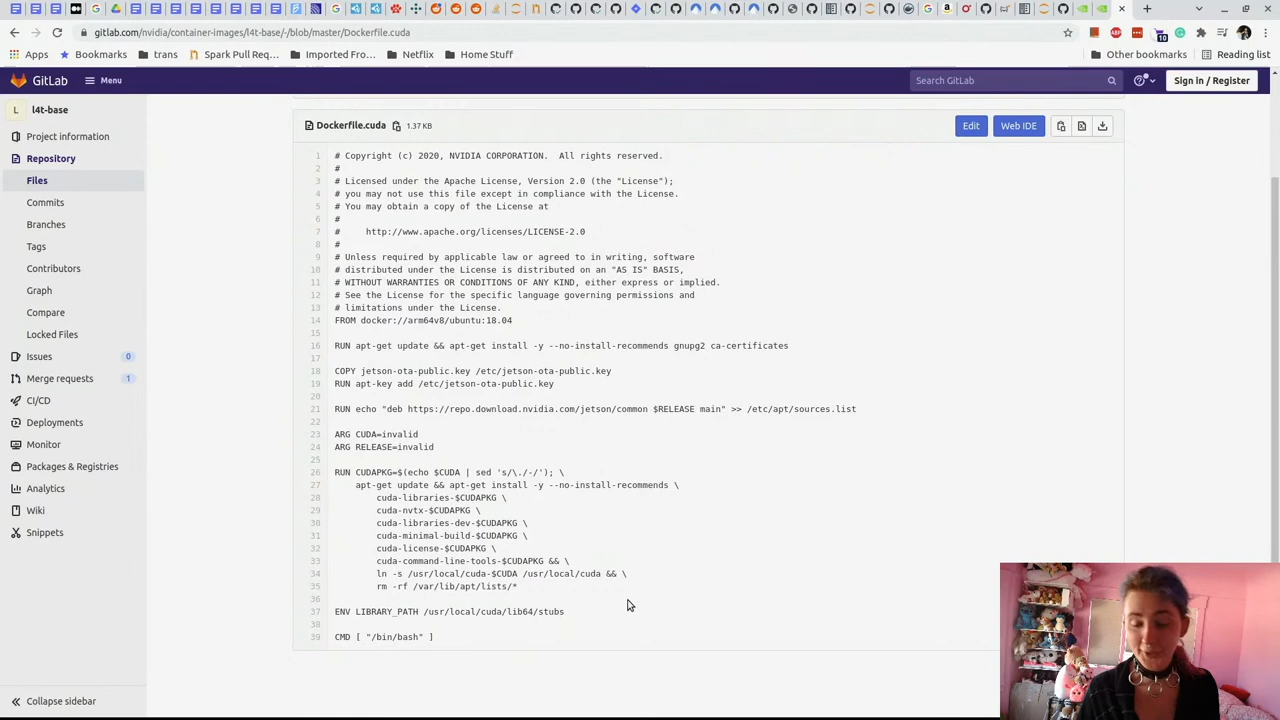 gitlab.com/nvidia/container-images/l4t-base/-/blob/master/Dockerfile.cuda
Apps
Bookmarks
trans
Spark Pull Req...
Imported Fro...
Netflix
Home Stuff
Other bookmarks
Reading list
GitLab
Menu
Search GitLab
Sign in / Register
L
l4t-base
Project information
Repository
Files
Commits
Branches
Tags
Contributors
Graph
Compare
Locked Files
Issues
0
Merge requests
1
CI/CD
Deployments
Monitor
Packages & Registries
Analytics
Wiki
Snippets
Collapse sidebar
Dockerfile.cuda
1.37 KB
Edit
Web IDE
1 # Copyright (c) 2020, NVIDIA CORPORATION.  All rights reserved.
2 #
3 # Licensed under the Apache License, Version 2.0 (the "License");
4 # you may not use this file except in compliance with the License.
5 # You may obtain a copy of the License at
6 #
7 #     http://www.apache.org/licenses/LICENSE-2.0
8 #
9 # Unless required by applicable law or agreed to in writing, software
10 # distributed under the License is distributed on an "AS IS" BASIS,
11 # WITHOUT WARRANTIES OR CONDITIONS OF ANY KIND, either express or implied.
12 # See the License for the specific language governing permissions and
13 # limitations under the License.
14 FROM docker://arm64v8/ubuntu:18.04
15
16 RUN apt-get update && apt-get install -y --no-install-recommends gnupg2 ca-certificates
17
18 COPY jetson-ota-public.key /etc/jetson-ota-public.key
19 RUN apt-key add /etc/jetson-ota-public.key
20
21 RUN echo "deb https://repo.download.nvidia.com/jetson/common $RELEASE main" >> /etc/apt/sources.list
22
23 ARG CUDA=invalid
24 ARG RELEASE=invalid
25
26 RUN CUDAPKG=$(echo $CUDA | sed 's/\./-/'); \
27     apt-get update && apt-get install -y --no-install-recommends \
28         cuda-libraries-$CUDAPKG \
29         cuda-nvtx-$CUDAPKG \
30         cuda-libraries-dev-$CUDAPKG \
31         cuda-minimal-build-$CUDAPKG \
32         cuda-license-$CUDAPKG \
33         cuda-command-line-tools-$CUDAPKG && \
34         ln -s /usr/local/cuda-$CUDA /usr/local/cuda && \
35         rm -rf /var/lib/apt/lists/*
36
37 ENV LIBRARY_PATH /usr/local/cuda/lib64/stubs
38
39 CMD [ "/bin/bash" ]